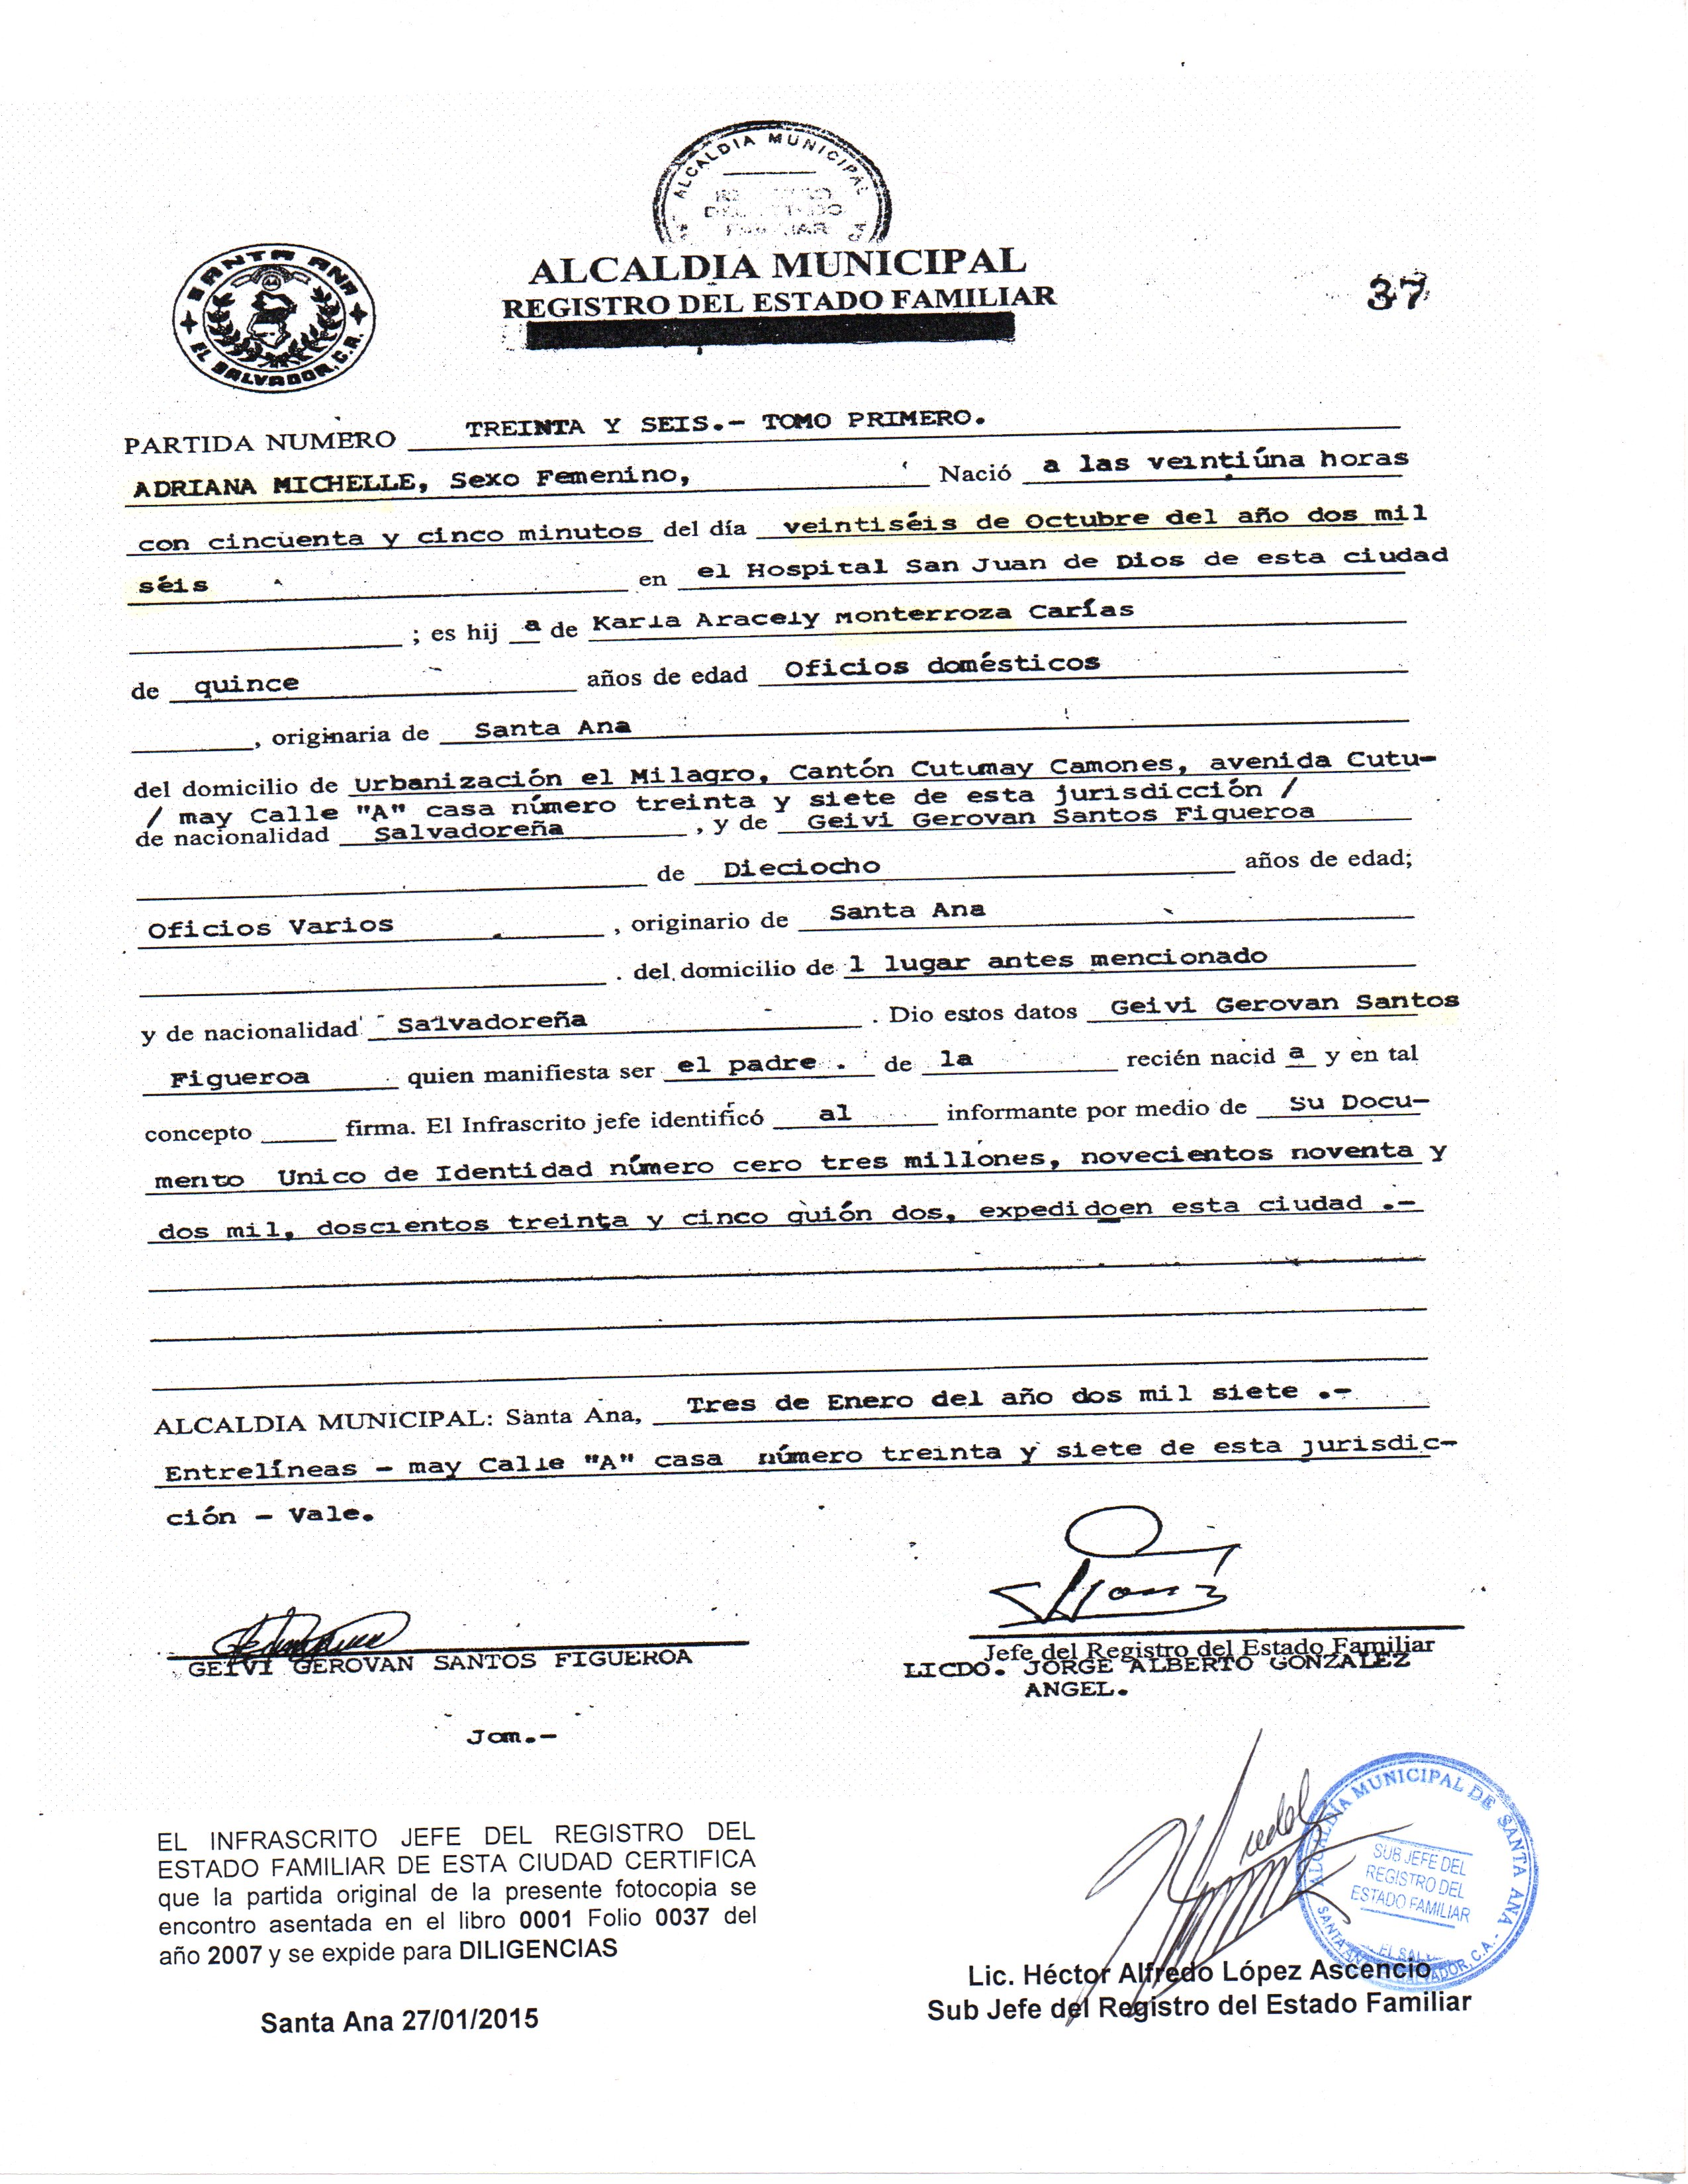 ALCALDIA MUNICIPAL
SANTA ANA
EL SALVADOR, C.A.
ALCALDIA MUNICIPAL
REGISTRO DEL ESTADO FAMILIAR
37
PARTIDA NUMERO TREINTA Y SEIS.- TOMO PRIMERO.
ADRIANA MICHELLE, Sexo Femenino, Nació a las veintiúna horas
con cincuenta y cinco minutos del día veintiséis de Octubre del año dos mil
séis en el Hospital San Juan de Dios de esta ciudad
; es hij a de Karla Aracely Monterroza Carías
de quince años de edad Oficios domésticos
, originaria de Santa Ana
del domicilio de Urbanización el Milagro, Cantón Cutumay Camones, avenida Cutu-
/ may Calle "A" casa número treinta y siete de esta jurisdicción /
de nacionalidad Salvadoreña , y de Geivi Gerovan Santos Figueroa
de Dieciocho años de edad;
Oficios Varios , originario de Santa Ana
. del domicilio de l lugar antes mencionado
y de nacionalidad Salvadoreña . Dio estos datos Geivi Gerovan Santos
Figueroa quien manifiesta ser el padre . de la recién nacid a y en tal
concepto firma. El Infrascrito jefe identificó al informante por medio de Su Docu-
mento Unico de Identidad número cero tres millones, novecientos noventa y
dos mil, doscientos treinta y cinco guión dos, expedidoen esta ciudad .-
ALCALDIA MUNICIPAL: Santa Ana, Tres de Enero del año dos mil siete .-
Entrelíneas - may Calle "A" casa número treinta y siete de esta jurisdic-
ción - Vale.
GEIVI GEROVAN SANTOS FIGUEROA
Jefe del Registro del Estado Familiar
LICDO. JORGE ALBERTO GONZALEZ
ANGEL.
Jom.-
EL INFRASCRITO JEFE DEL REGISTRO DEL
ESTADO FAMILIAR DE ESTA CIUDAD CERTIFICA
que la partida original de la presente fotocopia se
encontro asentada en el libro 0001 Folio 0037 del
año 2007 y se expide para DILIGENCIAS
Santa Ana 27/01/2015
ALCALDÍA MUNICIPAL DE SANTA ANA
SUB JEFE DEL
REGISTRO DEL
ESTADO FAMILIAR
Lic. Héctor Alfredo López Ascencio
Sub Jefe del Registro del Estado Familiar